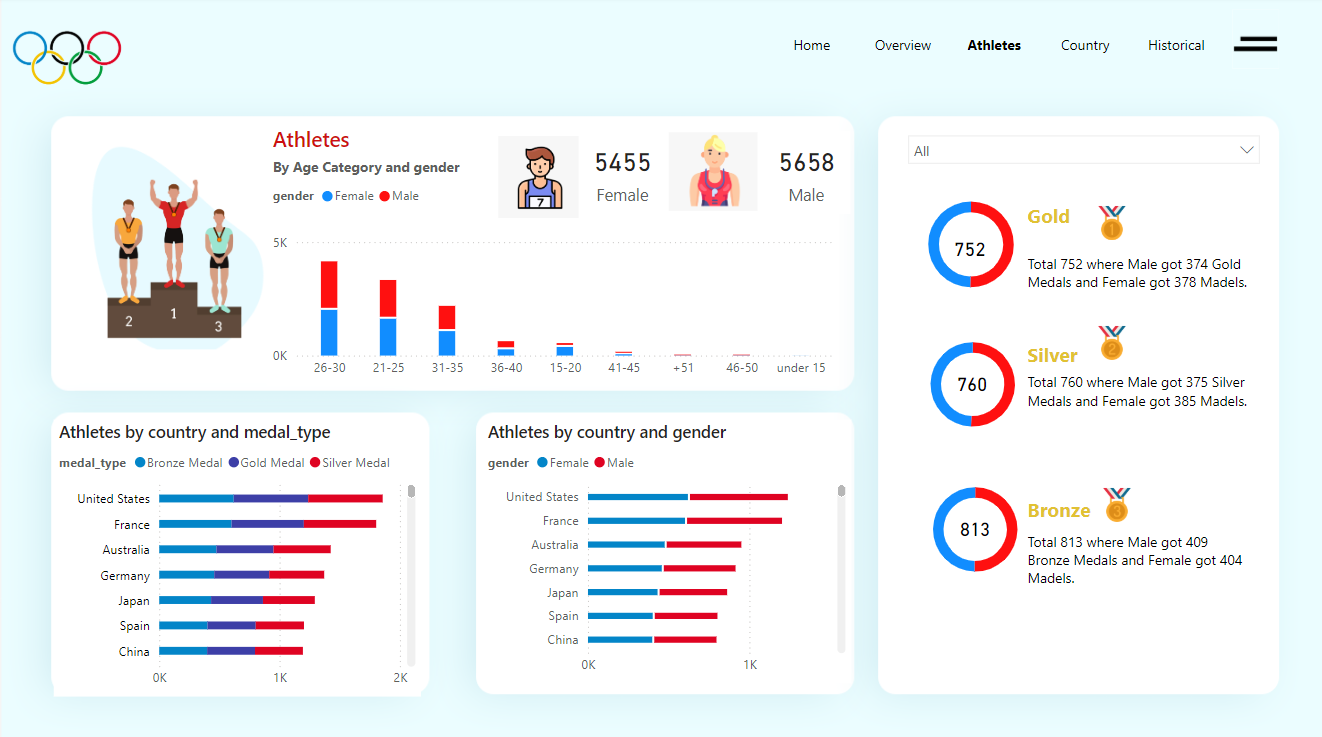 Home Overview Athletes Country Historical
Athletes
By Age Category and gender
gender Female Male
7
5455
Female
5658
Male
2 1 3
5K
0K
26-30 21-25 31-35 36-40 15-20 41-45 +51 46-50 under 15
All
752
Gold
1
Total 752 where Male got 374 Gold
Medals and Female got 378 Madels.
760
Silver
2
Total 760 where Male got 375 Silver
Medals and Female got 385 Madels.
813
Bronze
3
Total 813 where Male got 409
Bronze Medals and Female got 404
Madels.
Athletes by country and medal_type
medal_type Bronze Medal Gold Medal Silver Medal
United States
France
Australia
Germany
Japan
Spain
China
0K 1K 2K
Athletes by country and gender
gender Female Male
United States
France
Australia
Germany
Japan
Spain
China
0K 1K